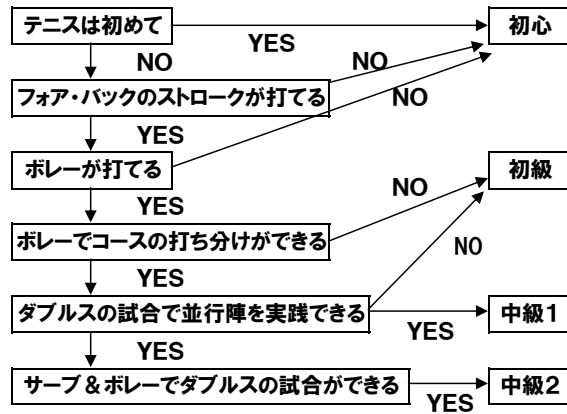 テニスは初めて
YES
初心
NO
NO
フォア・バックのストロークが打てる
NO
YES
ボレーが打てる
初級
NO
YES
ボレーでコースの打ち分けができる
NO
YES
ダブルスの試合で並行陣を実践できる
YES
中級1
YES
サーブ&ボレーでダブルスの試合ができる
YES
中級2